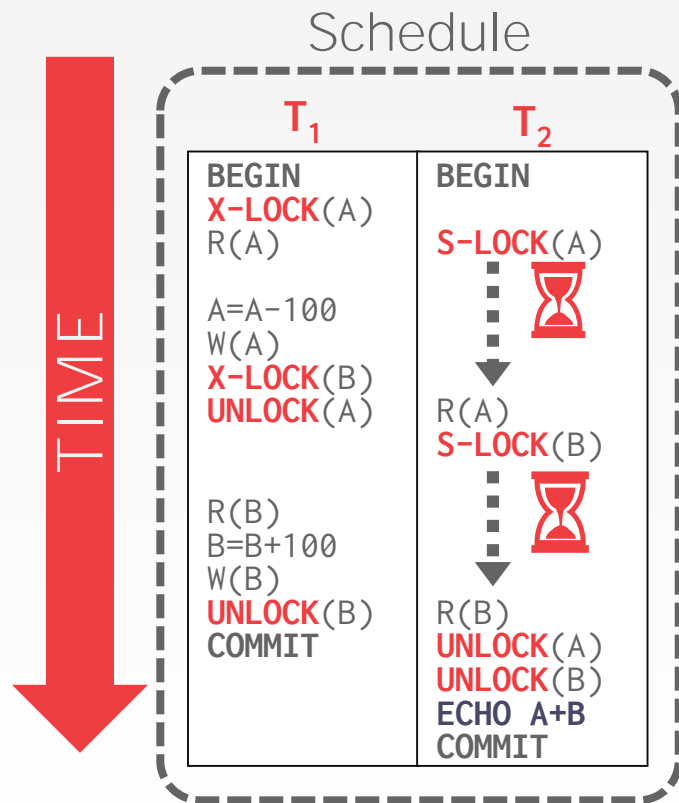 Schedule
TIME
T1
T2
BEGIN
X-LOCK(A)
R(A)
A=A-100
W(A)
X-LOCK(B)
UNLOCK(A)
R(B)
B=B+100
W(B)
UNLOCK(B)
COMMIT
BEGIN
S-LOCK(A)
R(A)
S-LOCK(B)
R(B)
UNLOCK(A)
UNLOCK(B)
ECHO A+B
COMMIT